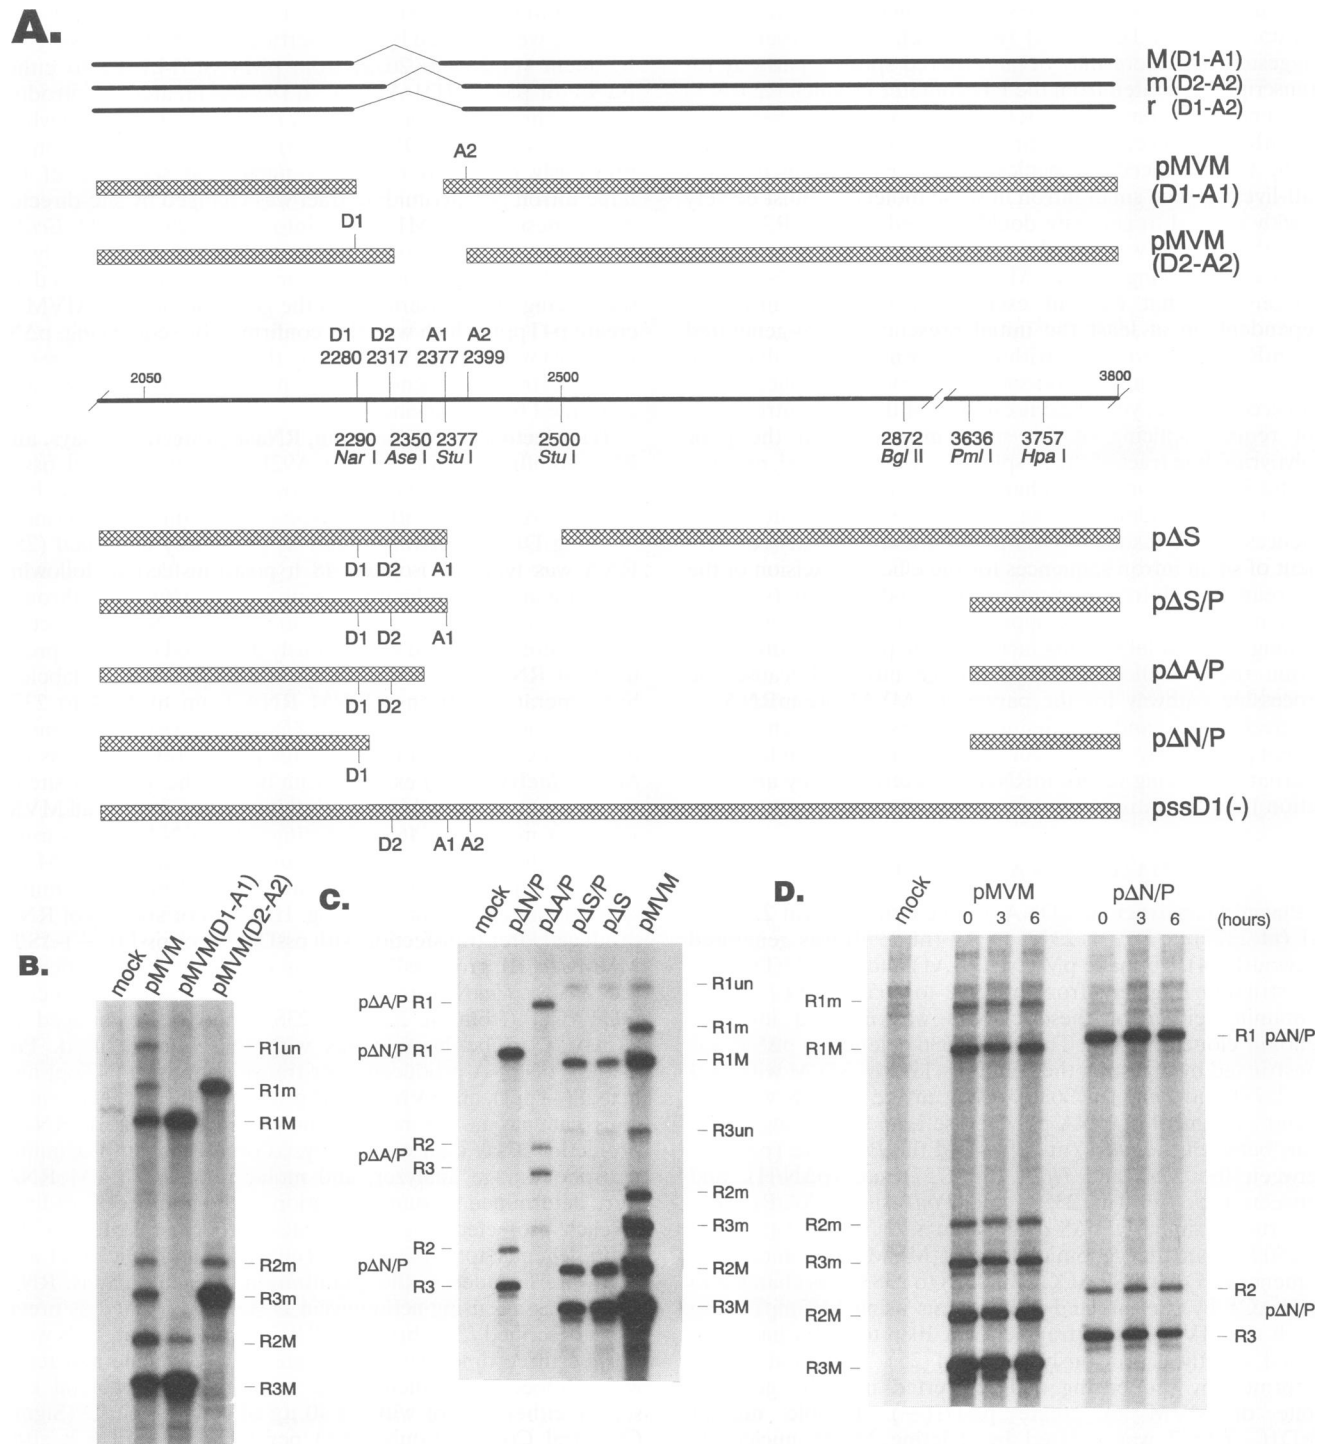 A.
M (D1-A1)
m (D2-A2)
r (D1-A2)
A2
pMVM
(D1-A1)
D1
pMVM
(D2-A2)
D1 D2 A1 A2
2280 2317 2377 2399
2050 2500 3800
2290 2350 2377 2500 2872 3636 3757
Nar I Ase I Stu I Stu I Bgl II Pml I Hpa I
pΔS
D1 D2 A1
pΔS/P
D1 D2 A1
pΔA/P
D1 D2
pΔN/P
D1
pssD1(-)
D2 A1 A2
B.
mock
pMVM
pMVM(D1-A1)
pMVM(D2-A2)
R1un
R1m
R1M
R2m
R3m
R2M
R3M
C.
mock
pΔN/P
pΔA/P
pΔS/P
pΔS
pMVM
pΔA/P R1
pΔN/P R1
R2
pΔA/P
R3
R2
pΔN/P
R3
R1un
R1m
R1M
R3un
R2m
R3m
R2M
R3M
D.
mock
pMVM pΔN/P
0 3 6 0 3 6 (hours)
R1m
R1M
R2m
R3m
R2M
R3M
R1 pΔN/P
R2
pΔN/P
R3